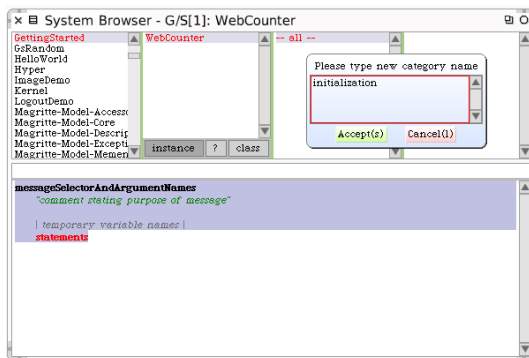 System Browser - G/S[1]: WebCounter
GettingStarted
GsRandom
HelloWorld
Hyper
ImageDemo
Kernel
LogoutDemo
Magritte-Model-Accesso
Magritte-Model-Core
Magritte-Model-Descrip
Magritte-Model-Excepti
Magritte-Model-Memen
WebCounter
instance ? class
-- all --
Please type new category name
initialization
Accept(s) Cancel(l)
messageSelectorAndArgumentNames
"comment stating purpose of message"
| temporary variable names |
statements